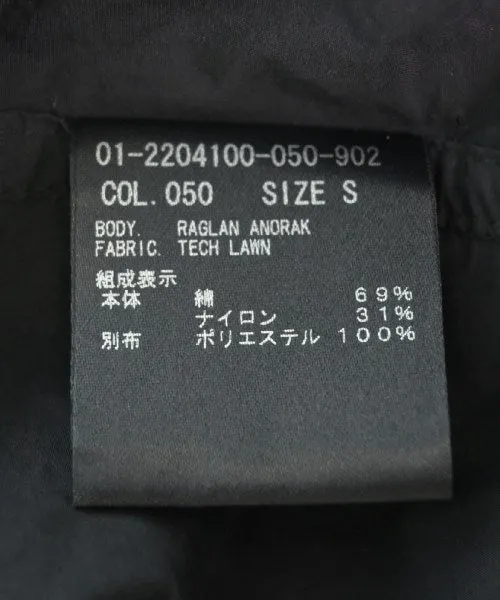 01-2204100-050-902
COL.050 SIZE S
BODY. RAGLAN ANORAK
FABRIC. TECH LAWN
組成表示
本体 綿 69%
ナイロン 31%
別布 ポリエステル 100%